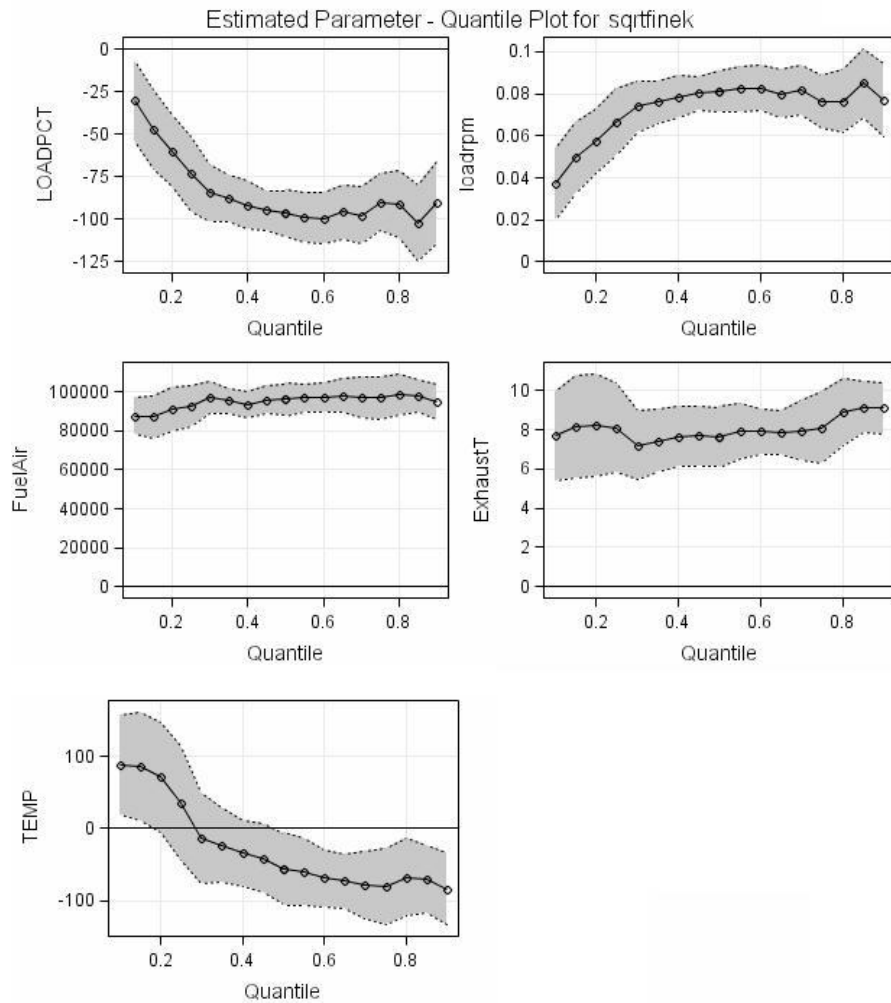 Estimated Parameter - Quantile Plot for sqrtfinek
LOADPCT
0
-25
-50
-75
-100
-125
0.2 0.4 0.6 0.8
Quantile
loadrpm
0.1
0.08
0.06
0.04
0.02
0
0.2 0.4 0.6 0.8
Quantile
FuelAir
100000
80000
60000
40000
20000
0
0.2 0.4 0.6 0.8
Quantile
ExhaustT
10
8
6
4
2
0
0.2 0.4 0.6 0.8
Quantile
TEMP
100
0
-100
0.2 0.4 0.6 0.8
Quantile